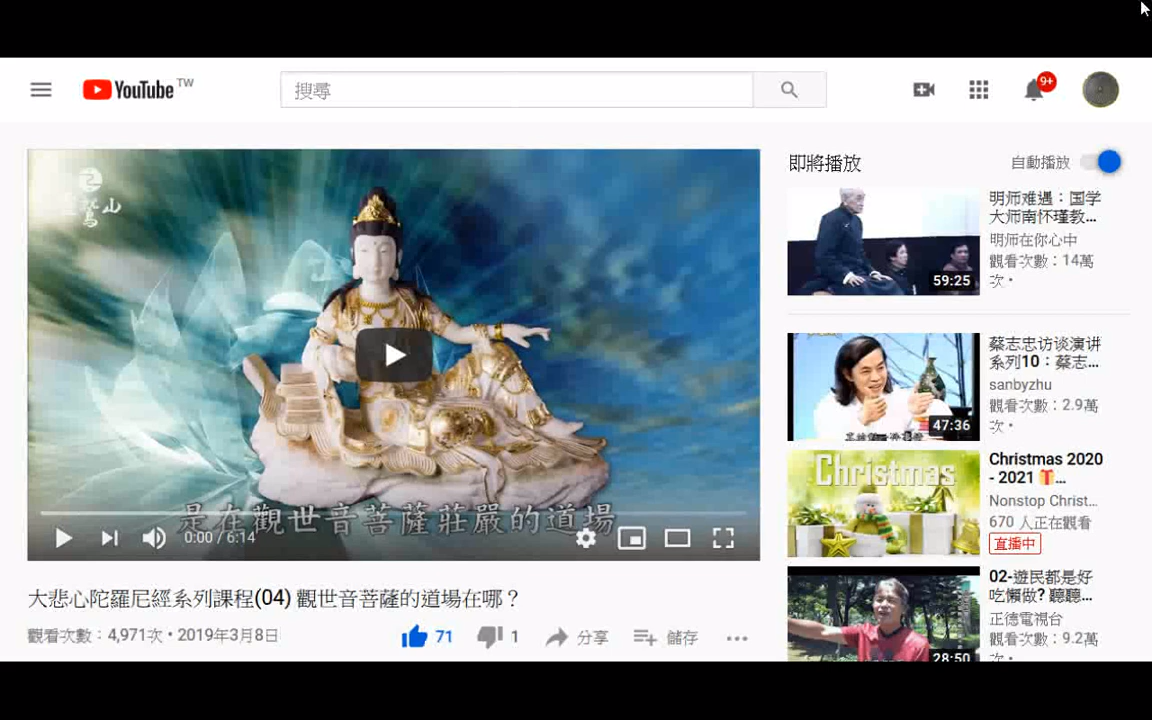 YouTube TW
搜尋
9+
鷲山
是在觀世音菩薩莊嚴的道場
0:00 / 6:14
大悲心陀羅尼經系列課程(04) 觀世音菩薩的道場在哪？
觀看次數：4,971次 • 2019年3月8日
71
1
分享
儲存
即將播放
自動播放
59:25
明师难遇：国学
大师南怀瑾教...
明师在你心中
觀看次數：14萬
次 •
47:36
蔡志忠访谈演讲
系列10：蔡志...
sanbyzhu
觀看次數：2.9萬
次 •
Christmas
Christmas 2020
- 2021 🎁...
Nonstop Christ...
670 人正在觀看
直播中
28:50
02-遊民都是好
吃懶做? 聽聽...
正德電視台
觀看次數：9.2萬
次 •